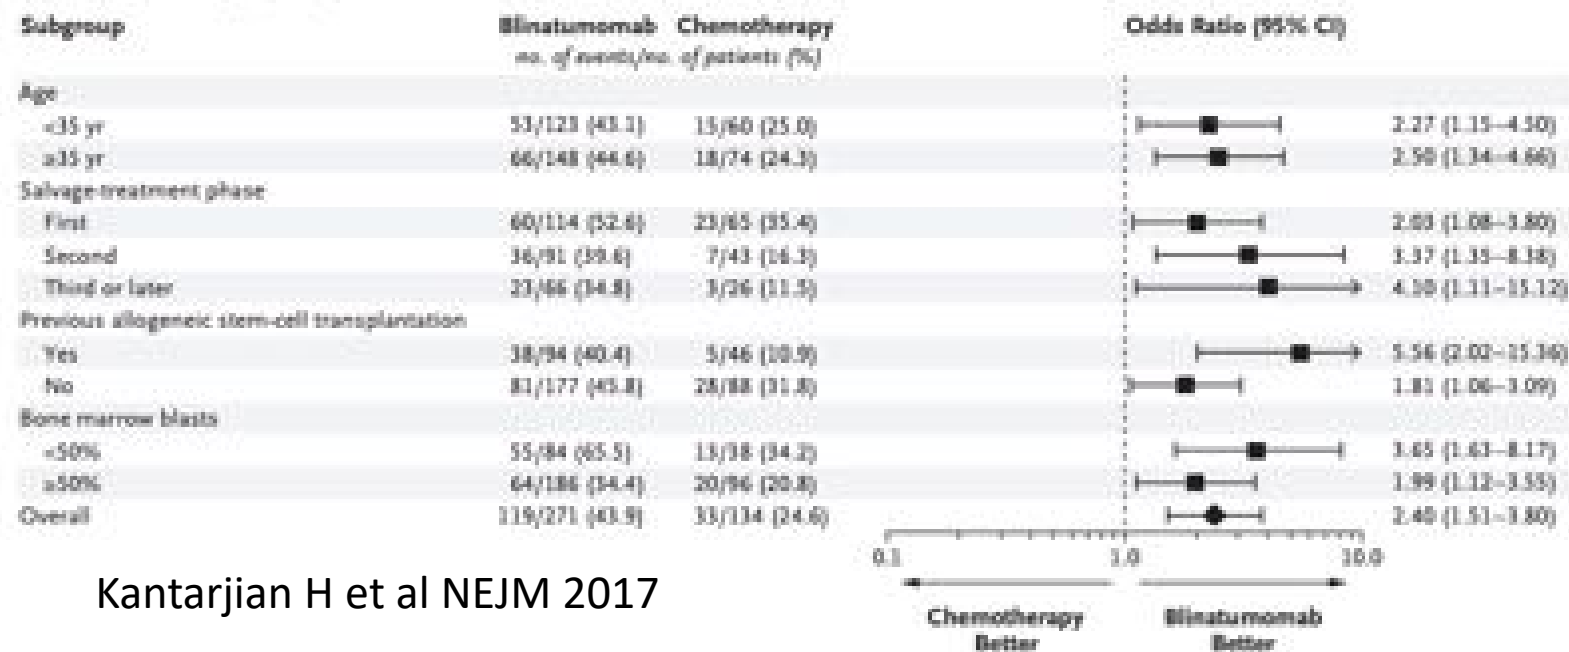 Subgroup Blinatumomab Chemotherapy Odds Ratio (95% CI)
no. of events/no. of patients (%)
Age
<35 yr 53/123 (43.1) 15/60 (25.0) 2.27 (1.15–4.50)
≥35 yr 66/148 (44.6) 18/74 (24.3) 2.50 (1.34–4.66)
Salvage-treatment phase
First 60/114 (52.6) 23/65 (35.4) 2.03 (1.08–3.80)
Second 36/91 (39.6) 7/43 (16.3) 3.37 (1.35–8.38)
Third or later 23/66 (34.8) 3/26 (11.5) 4.10 (1.11–15.12)
Previous allogeneic stem-cell transplantation
Yes 38/94 (40.4) 5/46 (10.9) 5.56 (2.02–15.36)
No 81/177 (45.8) 28/88 (31.8) 1.81 (1.06–3.09)
Bone marrow blasts
<50% 55/84 (65.5) 13/38 (34.2) 3.65 (1.63–8.17)
≥50% 64/186 (34.4) 20/96 (20.8) 1.99 (1.12–3.55)
Overall 119/271 (43.9) 33/134 (24.6) 2.40 (1.51–3.80)
0.1 1.0 10.0
Kantarjian H et al NEJM 2017
Chemotherapy Better
Blinatumomab Better